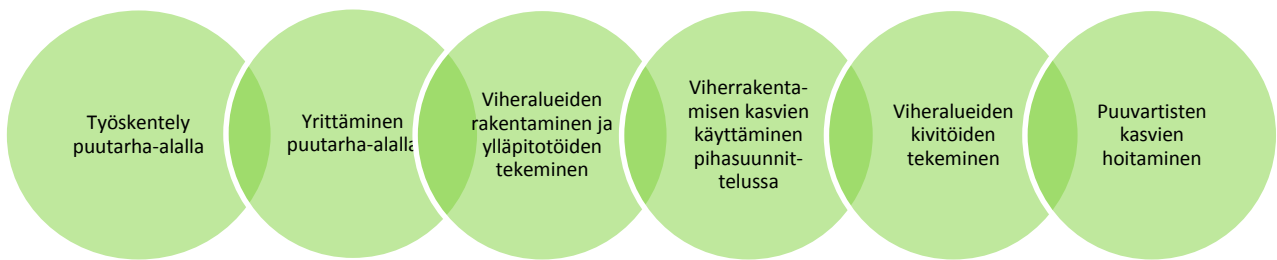 Työskentely
puutarha-alalla
Yrittäminen
puutarha-alalla
Viheralueiden
rakentaminen ja
ylläpitotöiden
tekeminen
Viherrakenta-
misen kasvien
käyttäminen
pihasuunnit-
telussa
Viheralueiden
kivitöiden
tekeminen
Puuvartisten
kasvien
hoitaminen